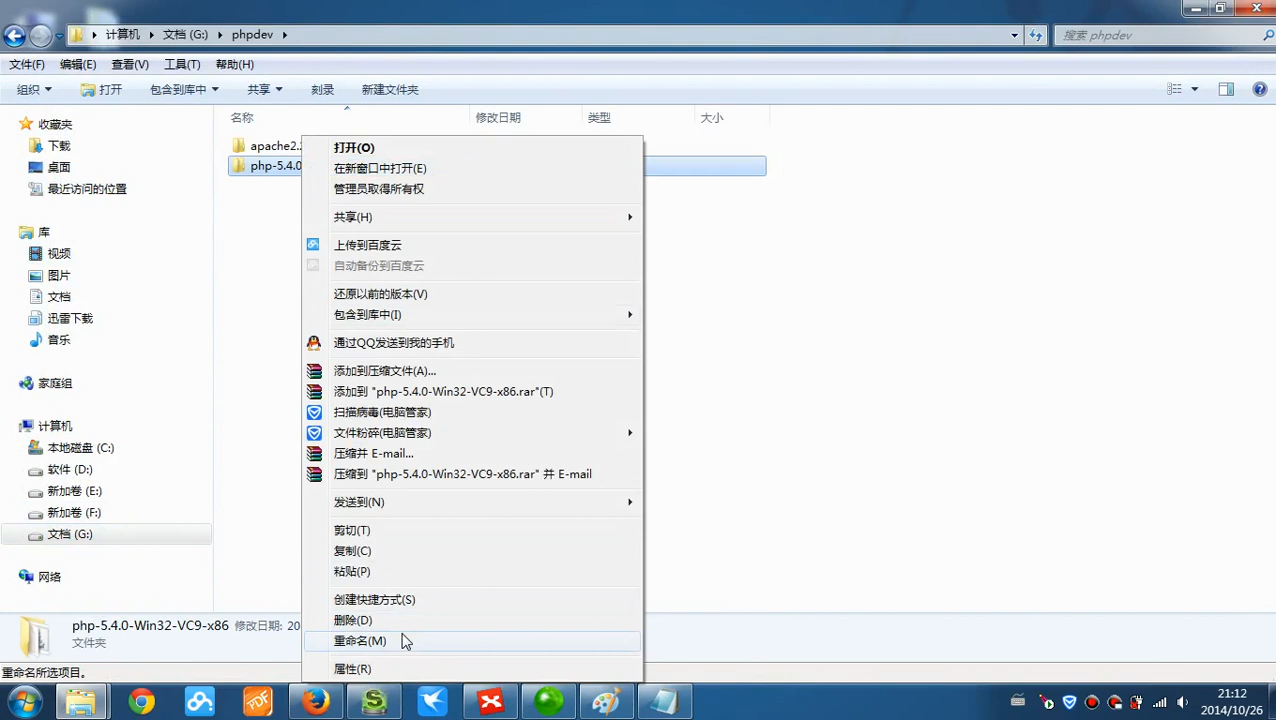 计算机 文档 (G:) phpdev
搜索 phpdev
文件(F) 编辑(E) 查看(V) 工具(T) 帮助(H)
组织 打开 包含到库中 共享 刻录 新建文件夹
名称 修改日期 类型 大小
收藏夹
下载
桌面
最近访问的位置
库
视频
图片
文档
迅雷下载
音乐
家庭组
计算机
本地磁盘 (C:)
软件 (D:)
新加卷 (E:)
新加卷 (F:)
文档 (G:)
网络
apache2.
php-5.4.0
打开(O)
在新窗口中打开(E)
管理员取得所有权
共享(H)
上传到百度云
自动备份到百度云
还原以前的版本(V)
包含到库中(I)
通过QQ发送到我的手机
添加到压缩文件(A)...
添加到 "php-5.4.0-Win32-VC9-x86.rar"(T)
扫描病毒(电脑管家)
文件粉碎(电脑管家)
压缩并 E-mail...
压缩到 "php-5.4.0-Win32-VC9-x86.rar" 并 E-mail
发送到(N)
剪切(T)
复制(C)
粘贴(P)
创建快捷方式(S)
删除(D)
重命名(M)
属性(R)
php-5.4.0-Win32-VC9-x86 修改日期: 20
文件夹
重命名所选项目。
PDF
21:12
2014/10/26